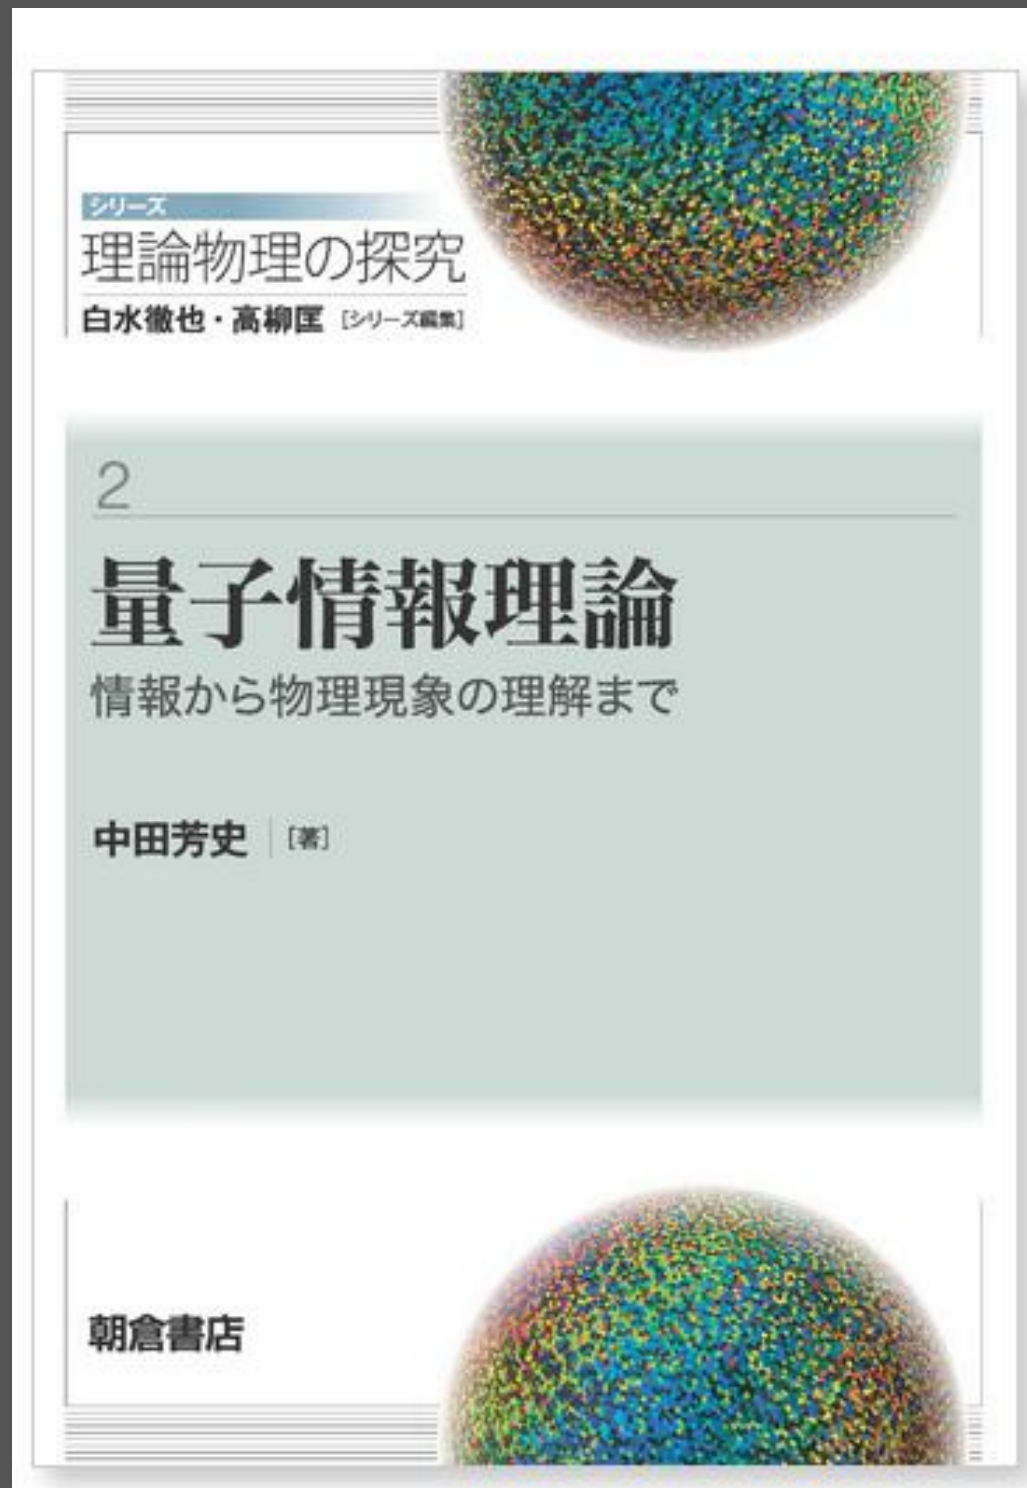 シリーズ
理論物理の探究
白水徹也・高柳匡 [シリーズ編集]
2
量子情報理論
情報から物理現象の理解まで
中田芳史 [著]
朝倉書店